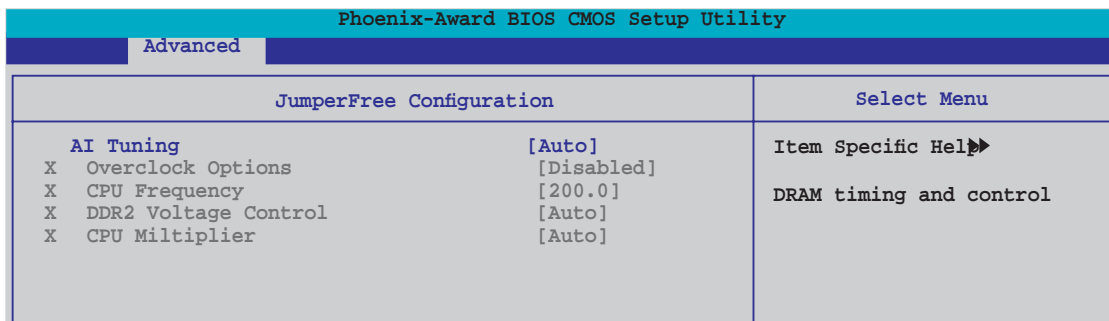 Phoenix-Award BIOS CMOS Setup Utility
Advanced
JumperFree Configuration
Select Menu
AI Tuning [Auto]
X Overclock Options [Disabled]
X CPU Frequency [200.0]
X DDR2 Voltage Control [Auto]
X CPU Miltiplier [Auto]
Item Specific Help
DRAM timing and control